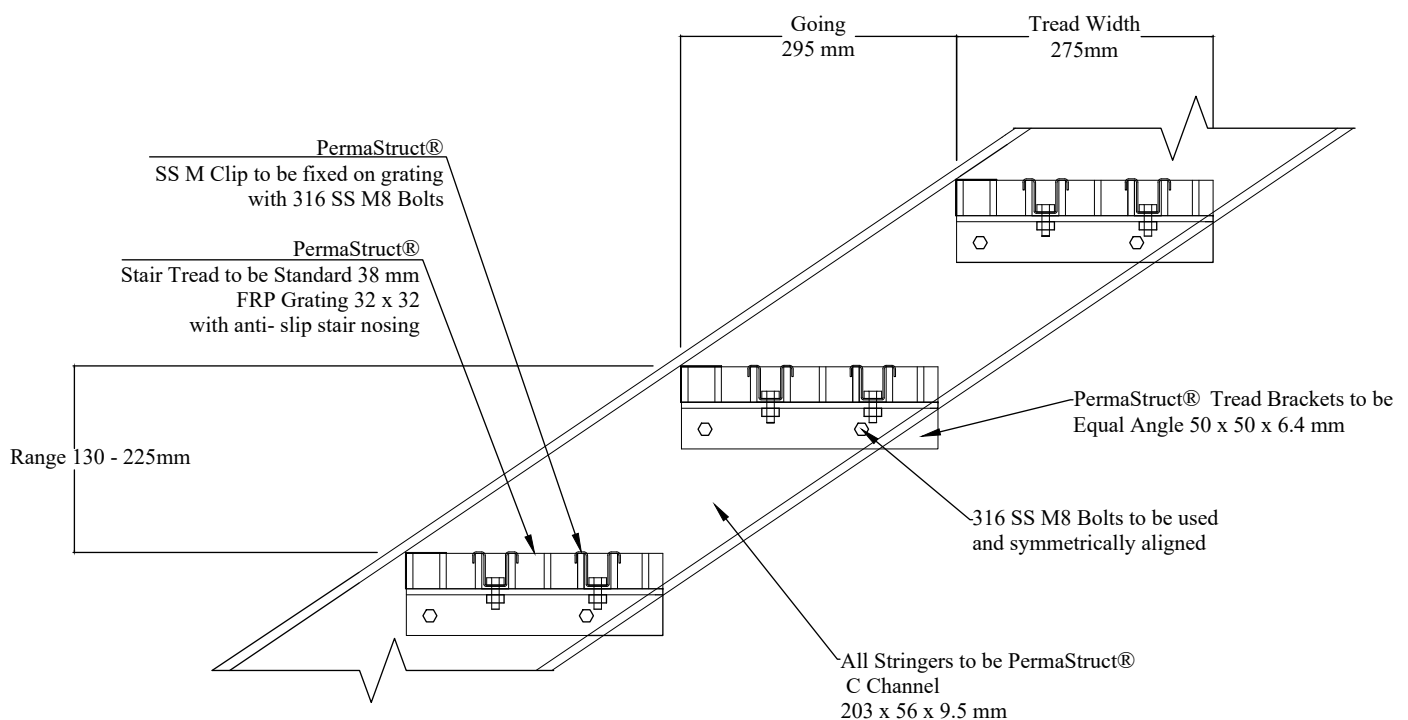 Going
295 mm
Tread Width
275mm
PermaStruct®
SS M Clip to be fixed on grating
with 316 SS M8 Bolts
PermaStruct®
Stair Tread to be Standard 38 mm
FRP Grating 32 x 32
with anti- slip stair nosing
Range 130 - 225mm
PermaStruct® Tread Brackets to be
Equal Angle 50 x 50 x 6.4 mm
316 SS M8 Bolts to be used
and symmetrically aligned
All Stringers to be PermaStruct®
C Channel
203 x 56 x 9.5 mm